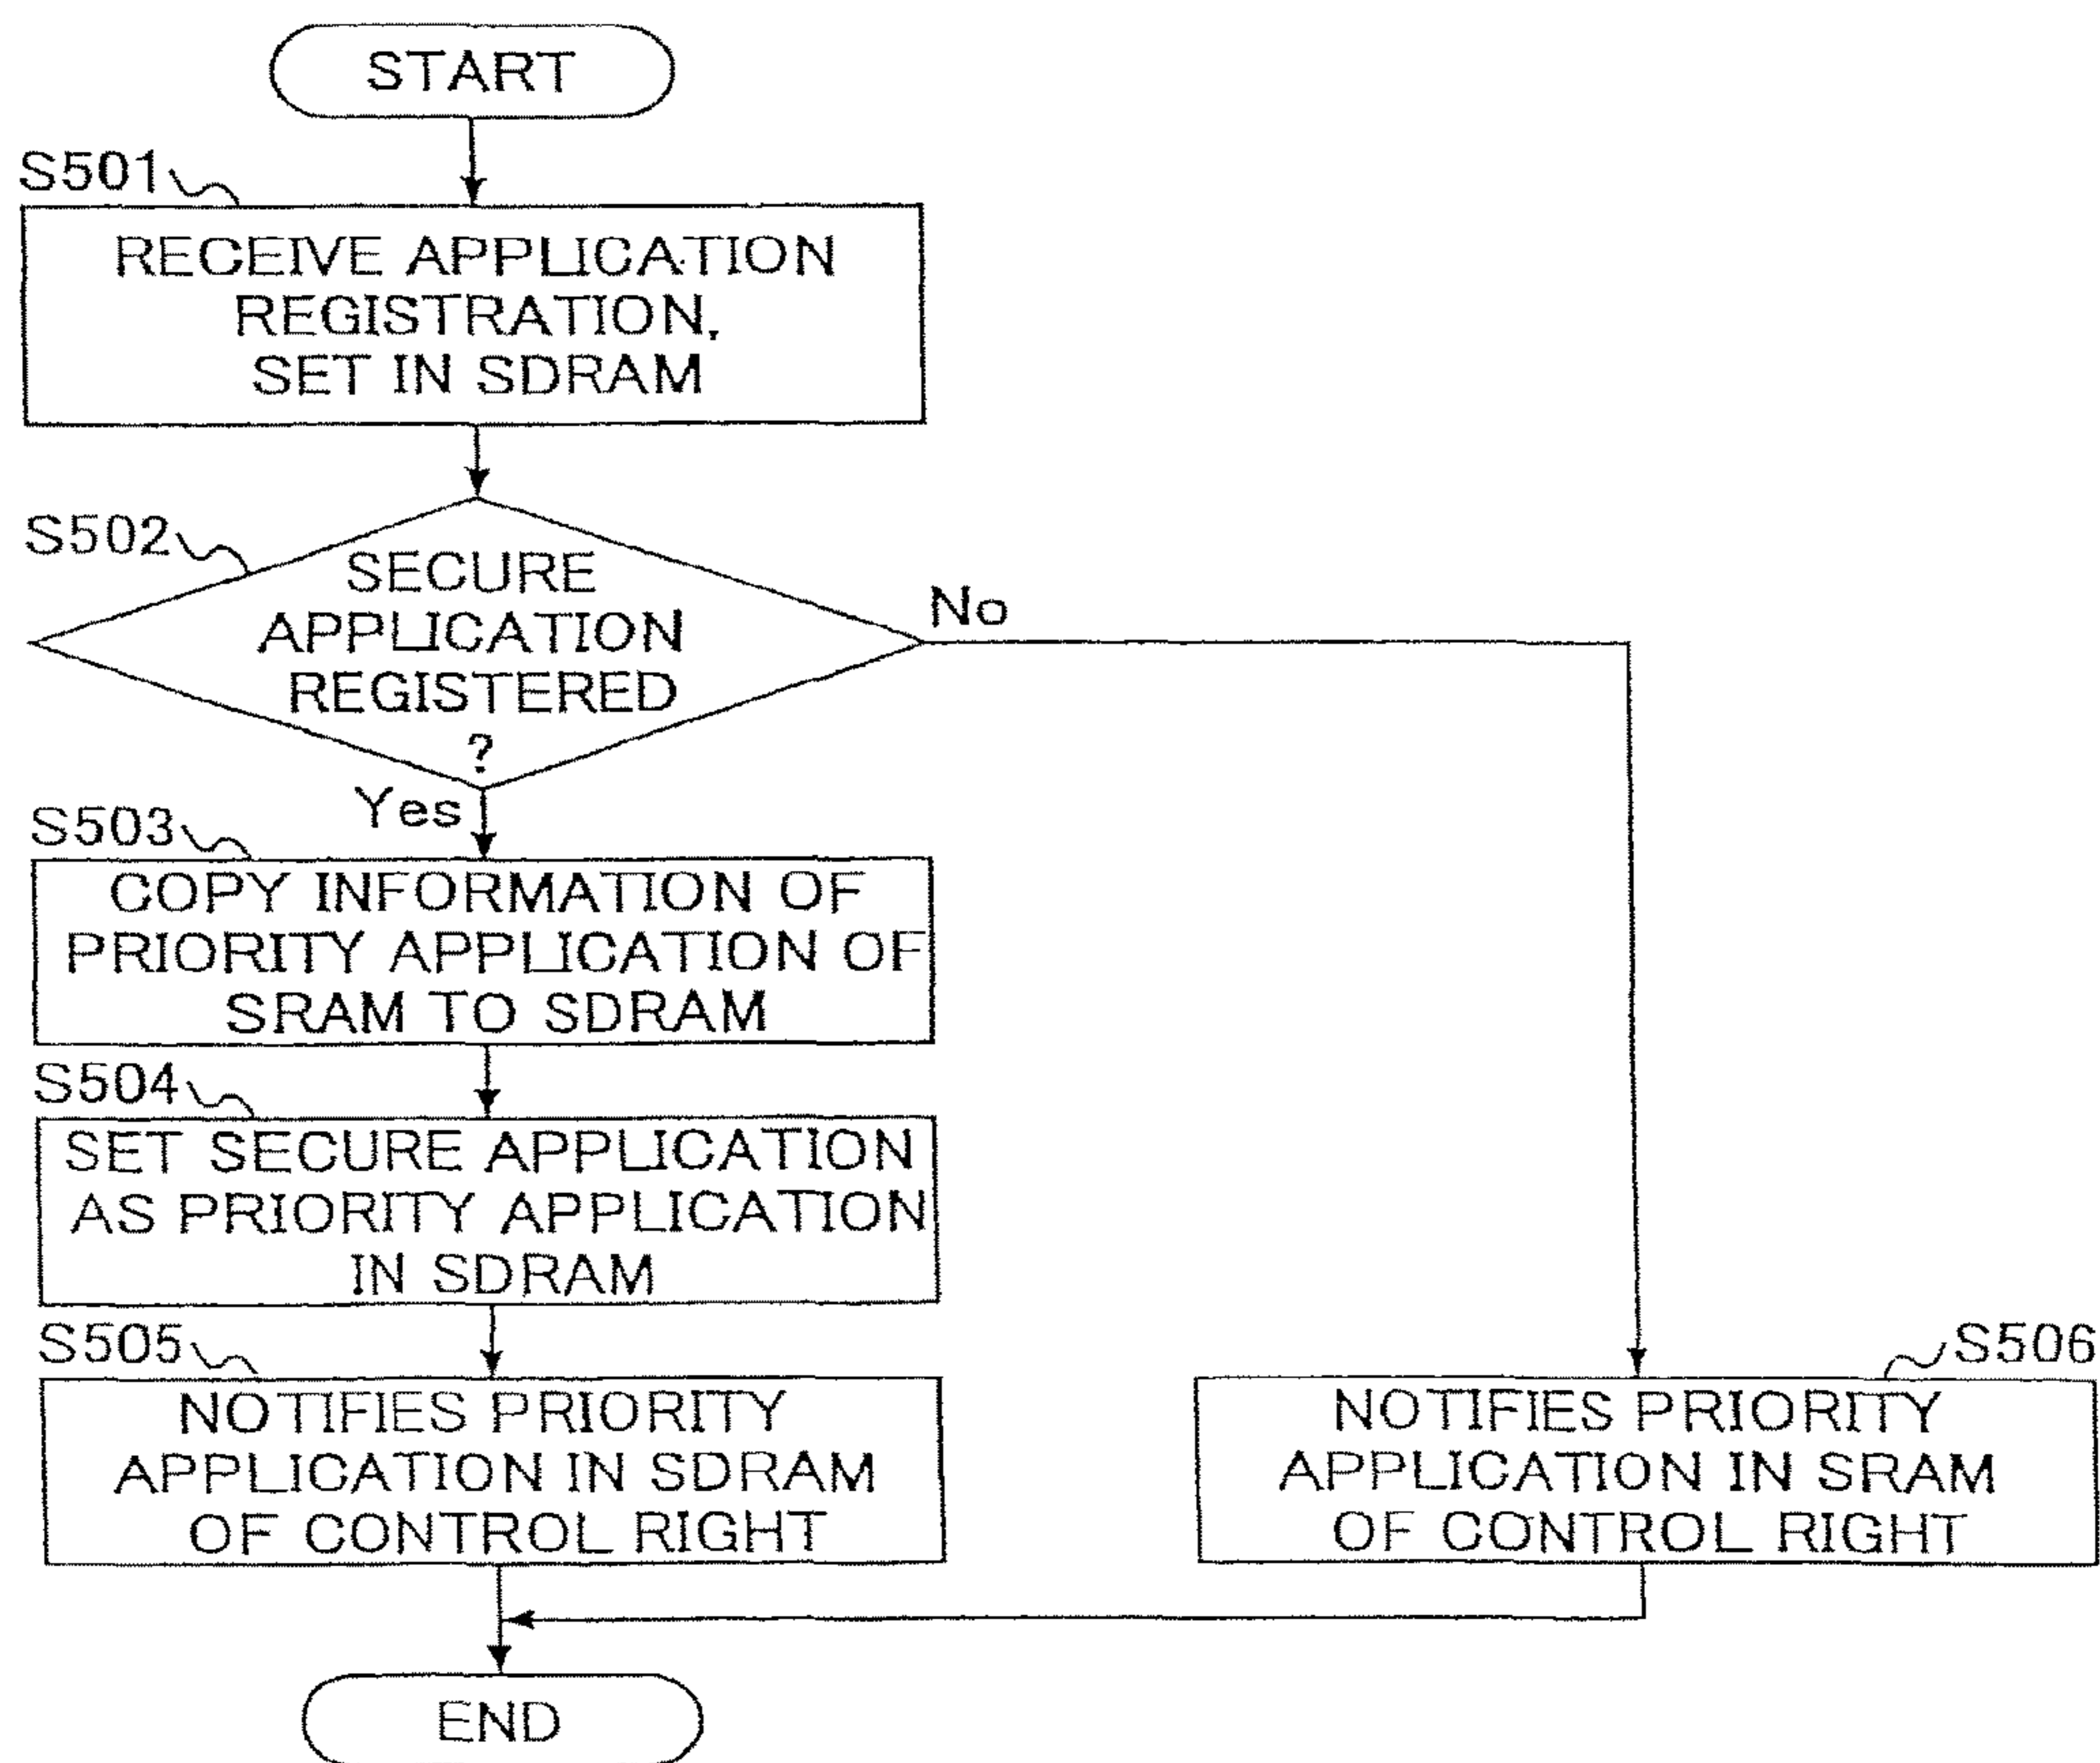 START
S501
RECEIVE APPLICATION
REGISTRATION,
SET IN SDRAM
S502
SECURE
APPLICATION
REGISTERED
?
No
Yes
S503
COPY INFORMATION OF
PRIORITY APPLICATION OF
SRAM TO SDRAM
S504
SET SECURE APPLICATION
AS PRIORITY APPLICATION
IN SDRAM
S505
NOTIFIES PRIORITY
APPLICATION IN SDRAM
OF CONTROL RIGHT
S506
NOTIFIES PRIORITY
APPLICATION IN SRAM
OF CONTROL RIGHT
END